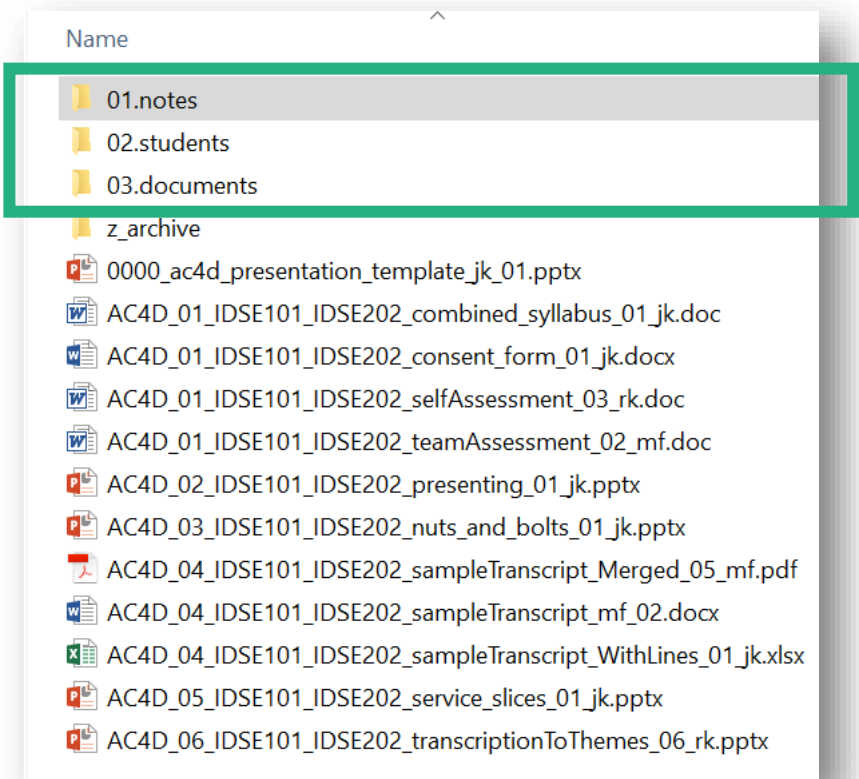 Name
01.notes
02.students
03.documents
z_archive
0000_ac4d_presentation_template_jk_01.pptx
AC4D_01_IDSE101_IDSE202_combined_syllabus_01_jk.doc
AC4D_01_IDSE101_IDSE202_consent_form_01_jk.docx
AC4D_01_IDSE101_IDSE202_selfAssessment_03_rk.doc
AC4D_01_IDSE101_IDSE202_teamAssessment_02_mf.doc
AC4D_02_IDSE101_IDSE202_presenting_01_jk.pptx
AC4D_03_IDSE101_IDSE202_nuts_and_bolts_01_jk.pptx
AC4D_04_IDSE101_IDSE202_sampleTranscript_Merged_05_mf.pdf
AC4D_04_IDSE101_IDSE202_sampleTranscript_mf_02.docx
AC4D_04_IDSE101_IDSE202_sampleTranscript_WithLines_01_jk.xlsx
AC4D_05_IDSE101_IDSE202_service_slices_01_jk.pptx
AC4D_06_IDSE101_IDSE202_transcriptionToThemes_06_rk.pptx